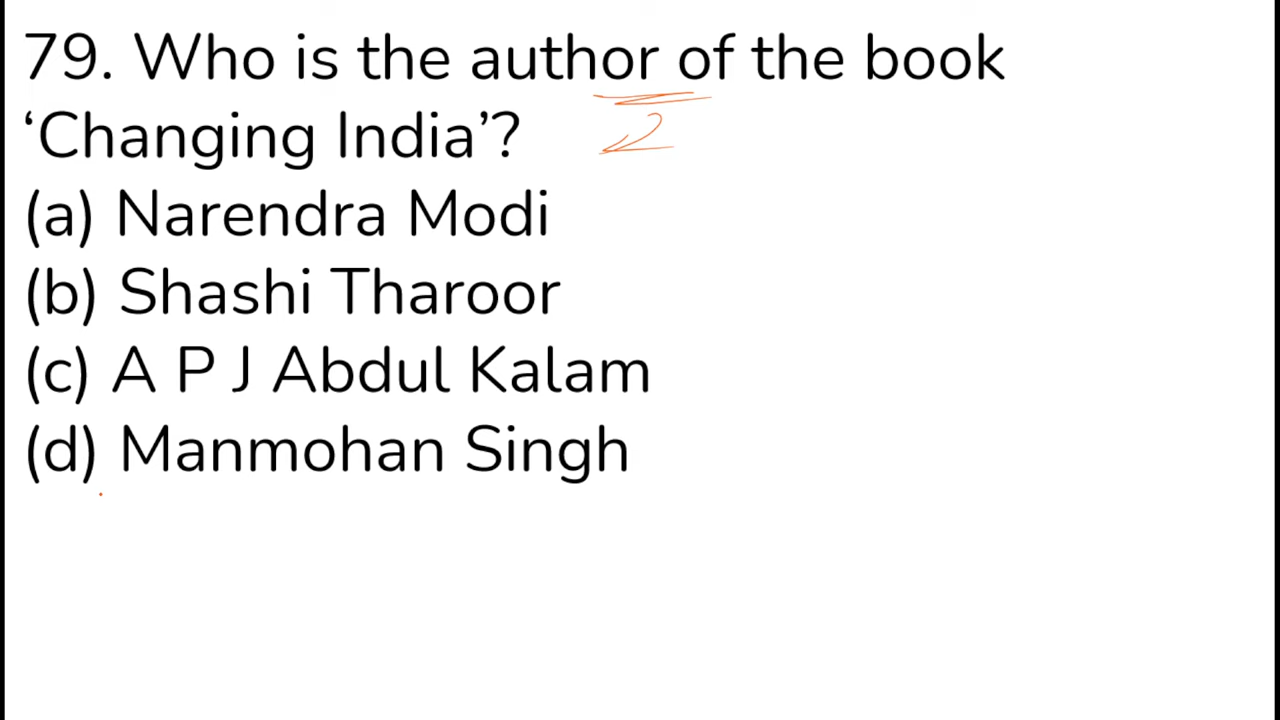 79. Who is the author of the book
‘Changing India’?
(a) Narendra Modi
(b) Shashi Tharoor
(c) A P J Abdul Kalam
(d) Manmohan Singh